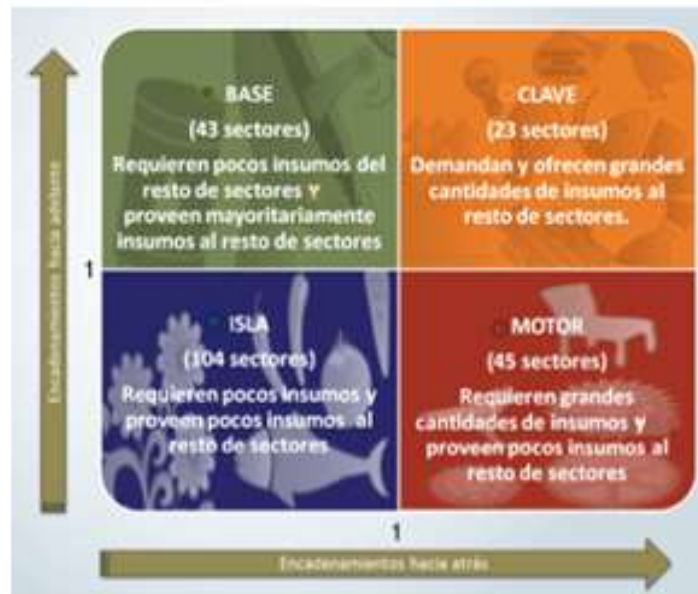 BASE
(43 sectores)
Requieren pocos insumos del
resto de sectores y
proveen mayoritariamente
insumos al resto de sectores
CLAVE
(23 sectores)
Demandan y ofrecen grandes
cantidades de insumos al
resto de sectores.
Encadenamientos hacia adelante
1
ISLA
(104 sectores)
Requieren pocos insumos y
proveen pocos insumos al
resto de sectores
MOTOR
(45 sectores)
Requieren grandes
cantidades de insumos y
proveen pocos insumos al
resto de sectores
1
Encadenamientos hacia atrás